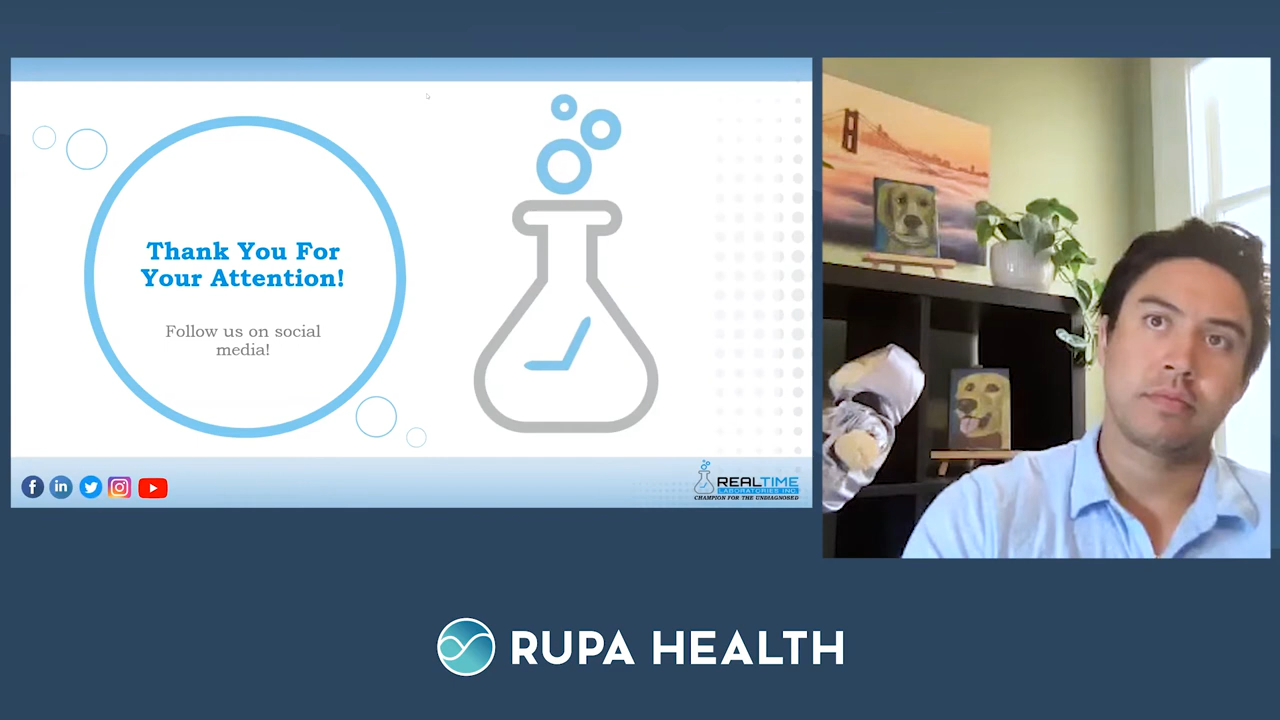 Thank You For
Your Attention!
Follow us on social
media!
REALTIME
LABORATORIES INC
CHAMPION FOR THE UNDIAGNOSED
RUPA HEALTH